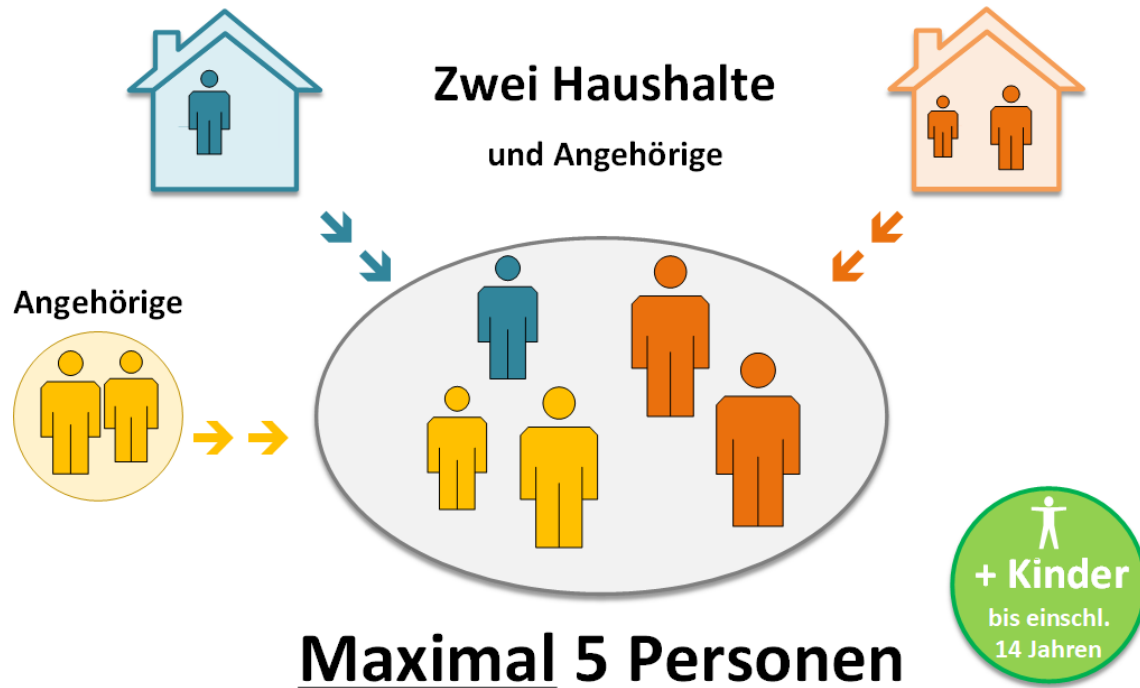 Zwei Haushalte
und Angehörige
Angehörige
+ Kinder
bis einschl.
14 Jahren
Maximal 5 Personen